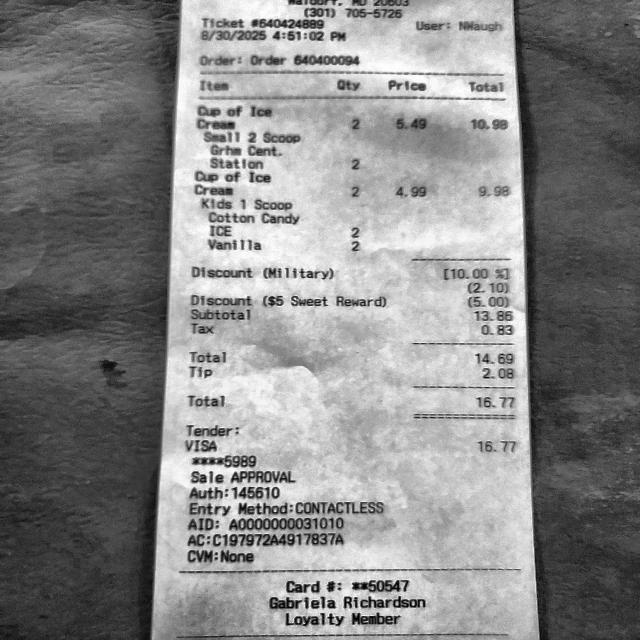 Waldorf, MD 20603
(301) 705-5726
Ticket #640424889 User: NWaugh
8/30/2025 4:51:02 PM
Order: Order 640400094
Item Qty Price Total
Cup of Ice
Cream 2 5.49 10.98
Small 2 Scoop
Grhm Cent.
Station 2
Cup of Ice
Cream 2 4.99 9.98
Kids 1 Scoop
Cotton Candy
ICE 2
Vanilla 2
Discount (Military) [10.00 %]
(2.10)
Discount ($5 Sweet Reward) (5.00)
Subtotal 13.86
Tax 0.83
Total 14.69
Tip 2.08
Total 16.77
Tender:
VISA 16.77
****5989
Sale APPROVAL
Auth:145610
Entry Method:CONTACTLESS
AID: A0000000031010
AC:C197972A4917837A
CVM:None
Card #: **50547
Gabriela Richardson
Loyalty Member